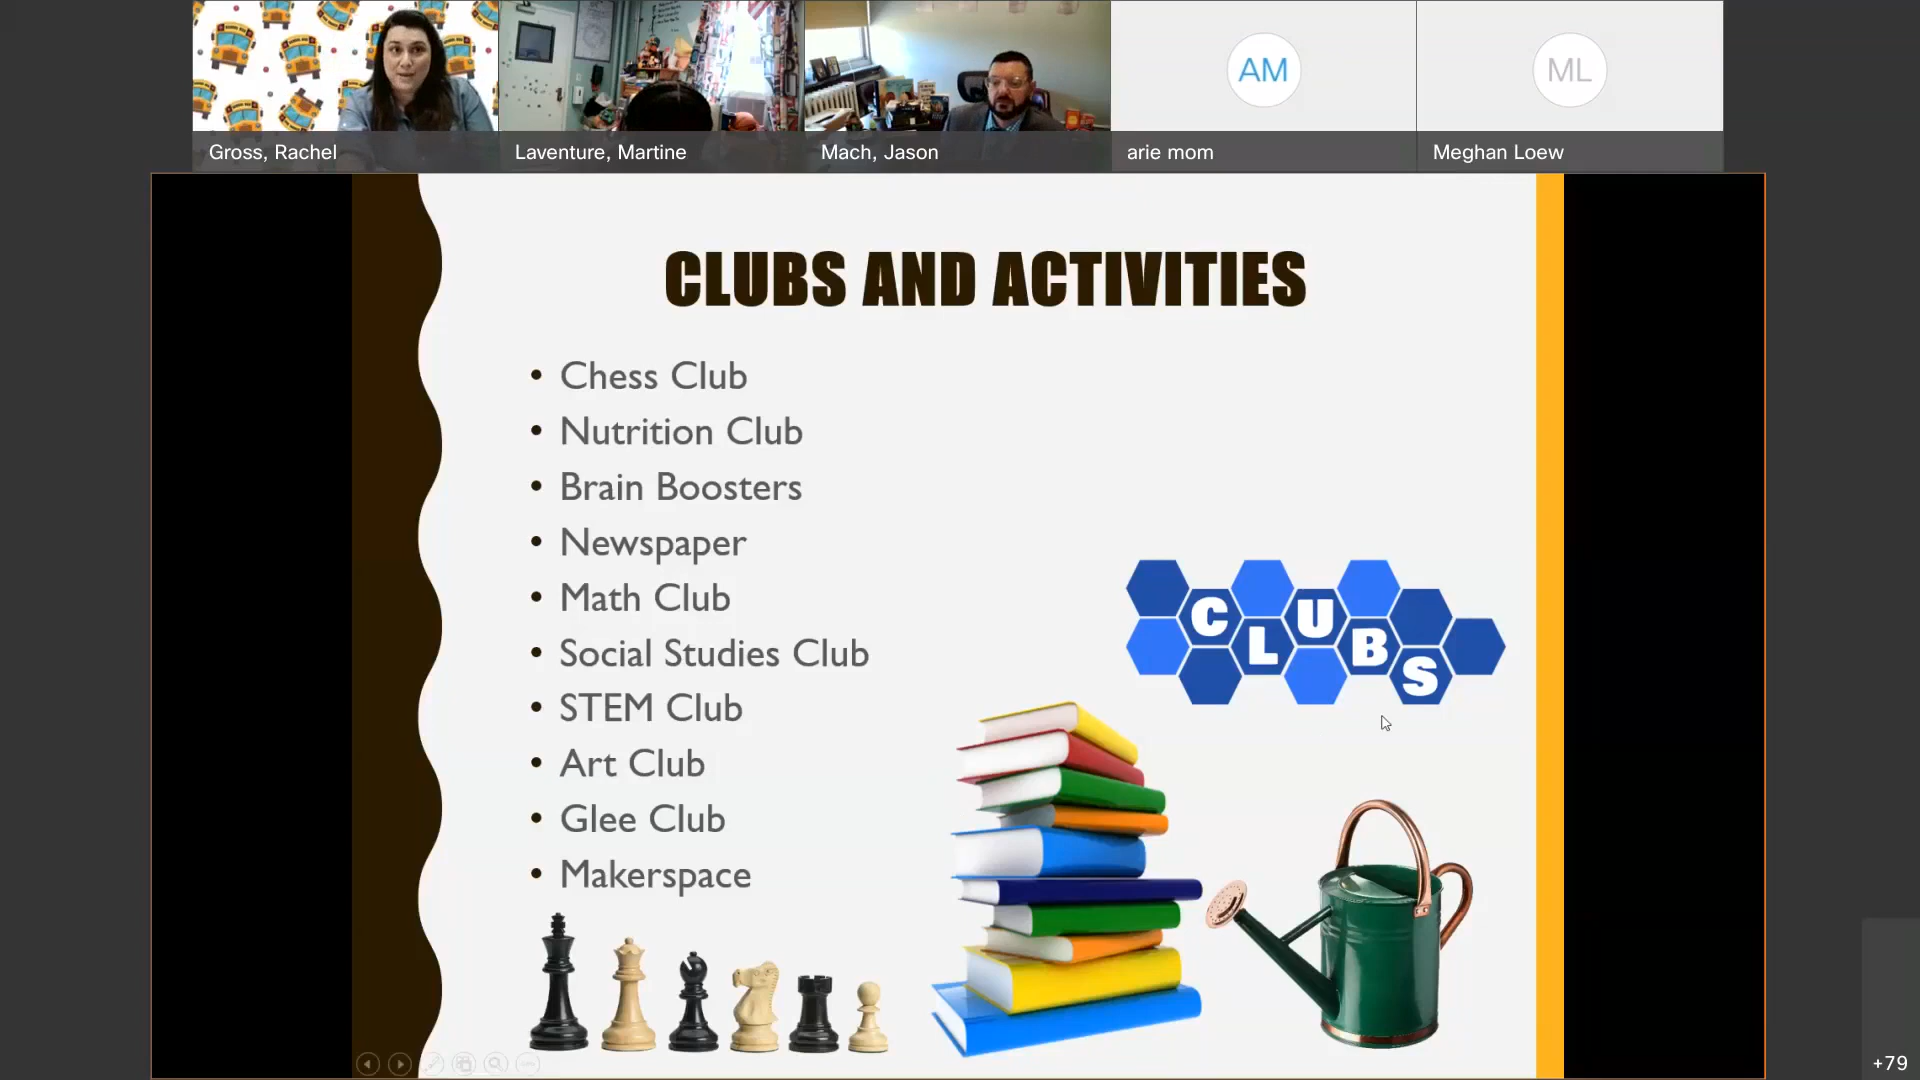 AM
ML
Gross, Rachel
Laventure, Martine
Mach, Jason
arie mom
Meghan Loew
CLUBS AND ACTIVITIES
• Chess Club
• Nutrition Club
• Brain Boosters
• Newspaper
• Math Club
• Social Studies Club
• STEM Club
• Art Club
• Glee Club
• Makerspace
CLUBS
+79